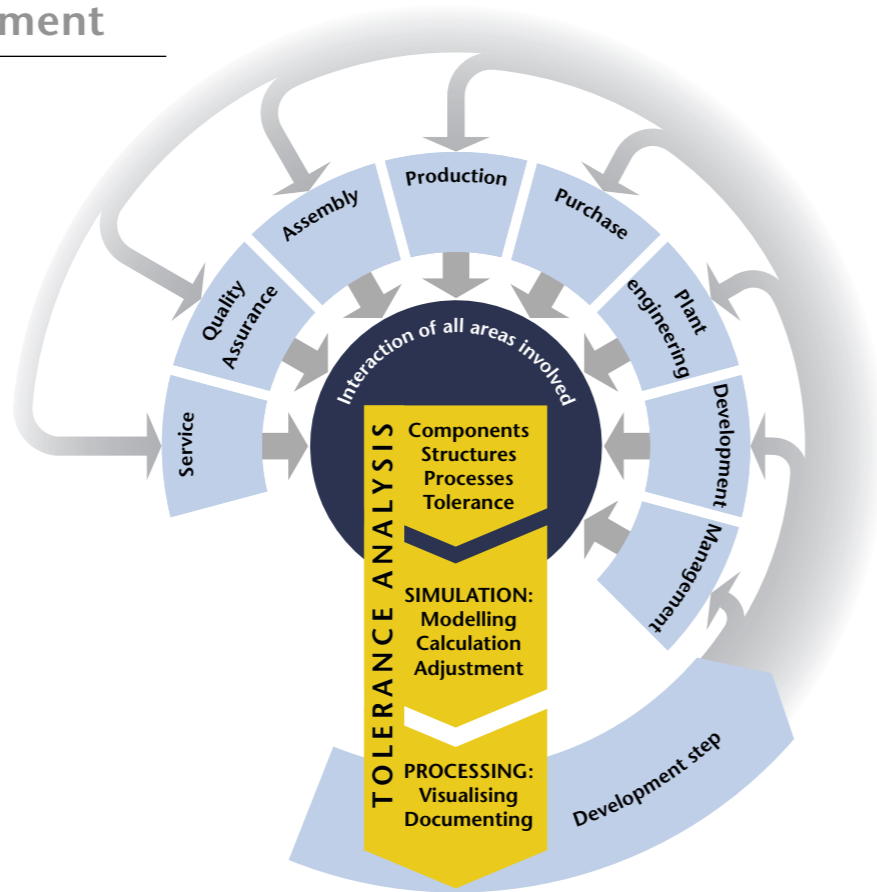 ment
Production
Assembly
Purchase
Quality
Assurance
Plant
engineering
Service
Development
Management
Interaction of all areas involved
TOLERANCE ANALYSIS
Components
Structures
Processes
Tolerance
SIMULATION:
Modelling
Calculation
Adjustment
PROCESSING:
Visualising
Documenting
Development step